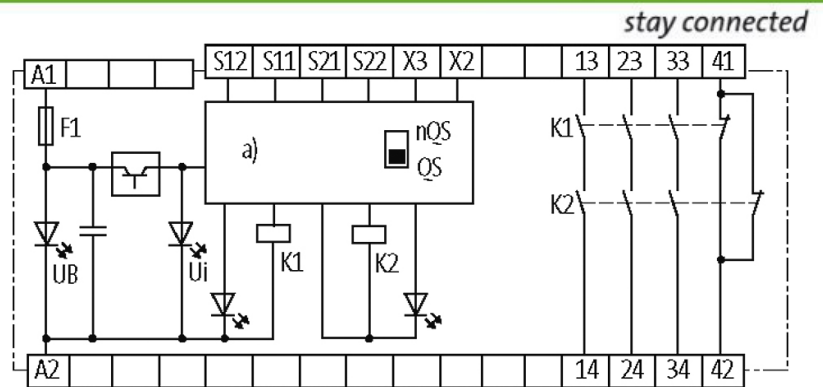 stay connected
A1 S12 S11 S21 S22 X3 X2 13 23 33 41
F1 a) nQS K1
QS
K2
UB Ui K1 K2
A2 14 24 34 42